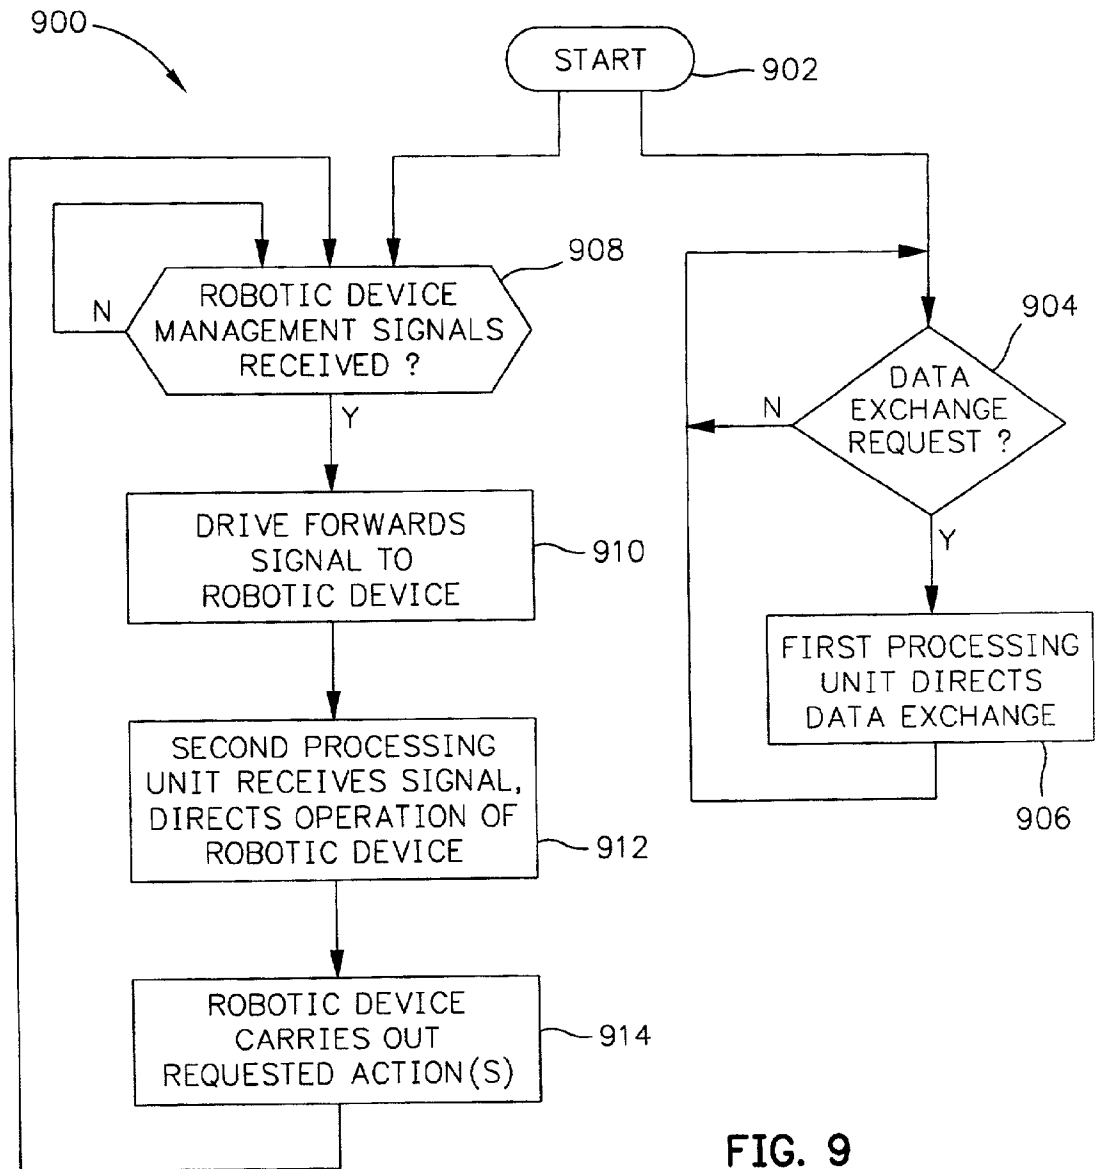 900
START
902
908
ROBOTIC DEVICE
MANAGEMENT SIGNALS
RECEIVED ?
N
Y
904
DATA
EXCHANGE
REQUEST ?
N
Y
DRIVE FORWARDS
SIGNAL TO
ROBOTIC DEVICE
910
FIRST PROCESSING
UNIT DIRECTS
DATA EXCHANGE
906
SECOND PROCESSING
UNIT RECEIVES SIGNAL,
DIRECTS OPERATION OF
ROBOTIC DEVICE
912
ROBOTIC DEVICE
CARRIES OUT
REQUESTED ACTION(S)
914
FIG. 9